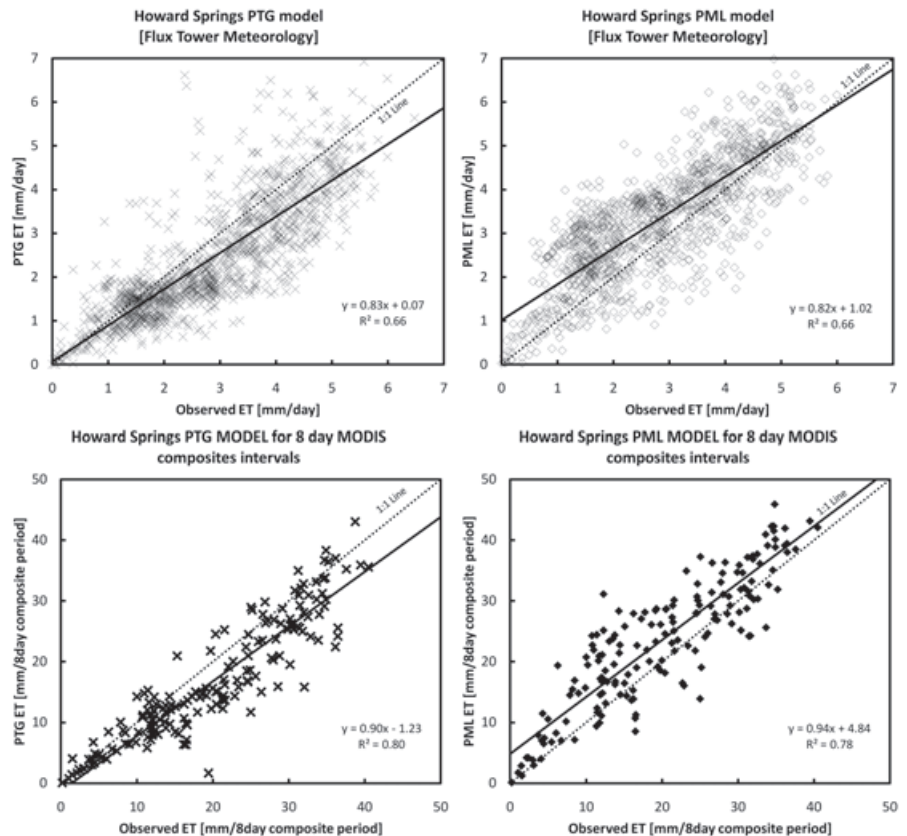 Howard Springs PTG model
[Flux Tower Meteorology]
7
6
5
4
3
2
1
0
PTG ET [mm/day]
1:1 Line
y = 0.83x + 0.07
R² = 0.66
0 1 2 3 4 5 6 7
Observed ET [mm/day]
Howard Springs PML model
[Flux Tower Meteorology]
7
6
5
4
3
2
1
0
PML ET [mm/day]
1:1 Line
y = 0.82x + 1.02
R² = 0.66
0 1 2 3 4 5 6 7
Observed ET [mm/day]
Howard Springs PTG MODEL for 8 day MODIS
composites intervals
50
40
30
20
10
0
PTG ET [mm/8day composite period]
1:1 Line
y = 0.90x - 1.23
R² = 0.80
0 10 20 30 40 50
Observed ET [mm/8day composite period]
Howard Springs PML MODEL for 8 day MODIS
composites intervals
50
40
30
20
10
0
PML ET [mm/8day composite period]
1:1 Line
y = 0.94x + 4.84
R² = 0.78
0 10 20 30 40 50
Observed ET [mm/8day composite period]